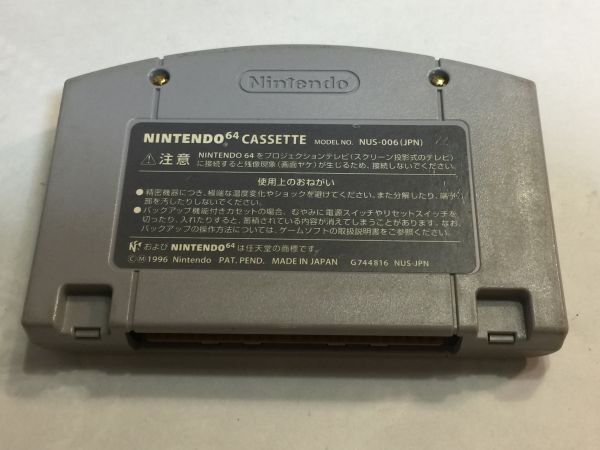 Nintendo
NINTENDO64 CASSETTE MODEL NO. NUS-006(JPN)
⚠注意 NINTENDO 64 をプロジェクションテレビ(スクリーン投影式のテレビ)
に接続すると残像現象(画面ヤケ)が生じるため、接続しないでください。
使用上のおねがい
●精密機器につき、極端な温度変化やショックを避けてください。また分解したり、端子
部を汚したりしないでください。
●バックアップ機能付きカセットの場合、むやみに電源スイッチやリセットスイッチを
切ったり、入れたりすると、蓄積されている内容が消えてしまうことがあります。なお、
バックアップの操作方法については、ゲームソフトの取扱説明書をご参照ください。
および NINTENDO64 は任天堂の商標です。
©Ⓜ1996 Nintendo PAT. PEND. MADE IN JAPAN G744816 NUS-JPN